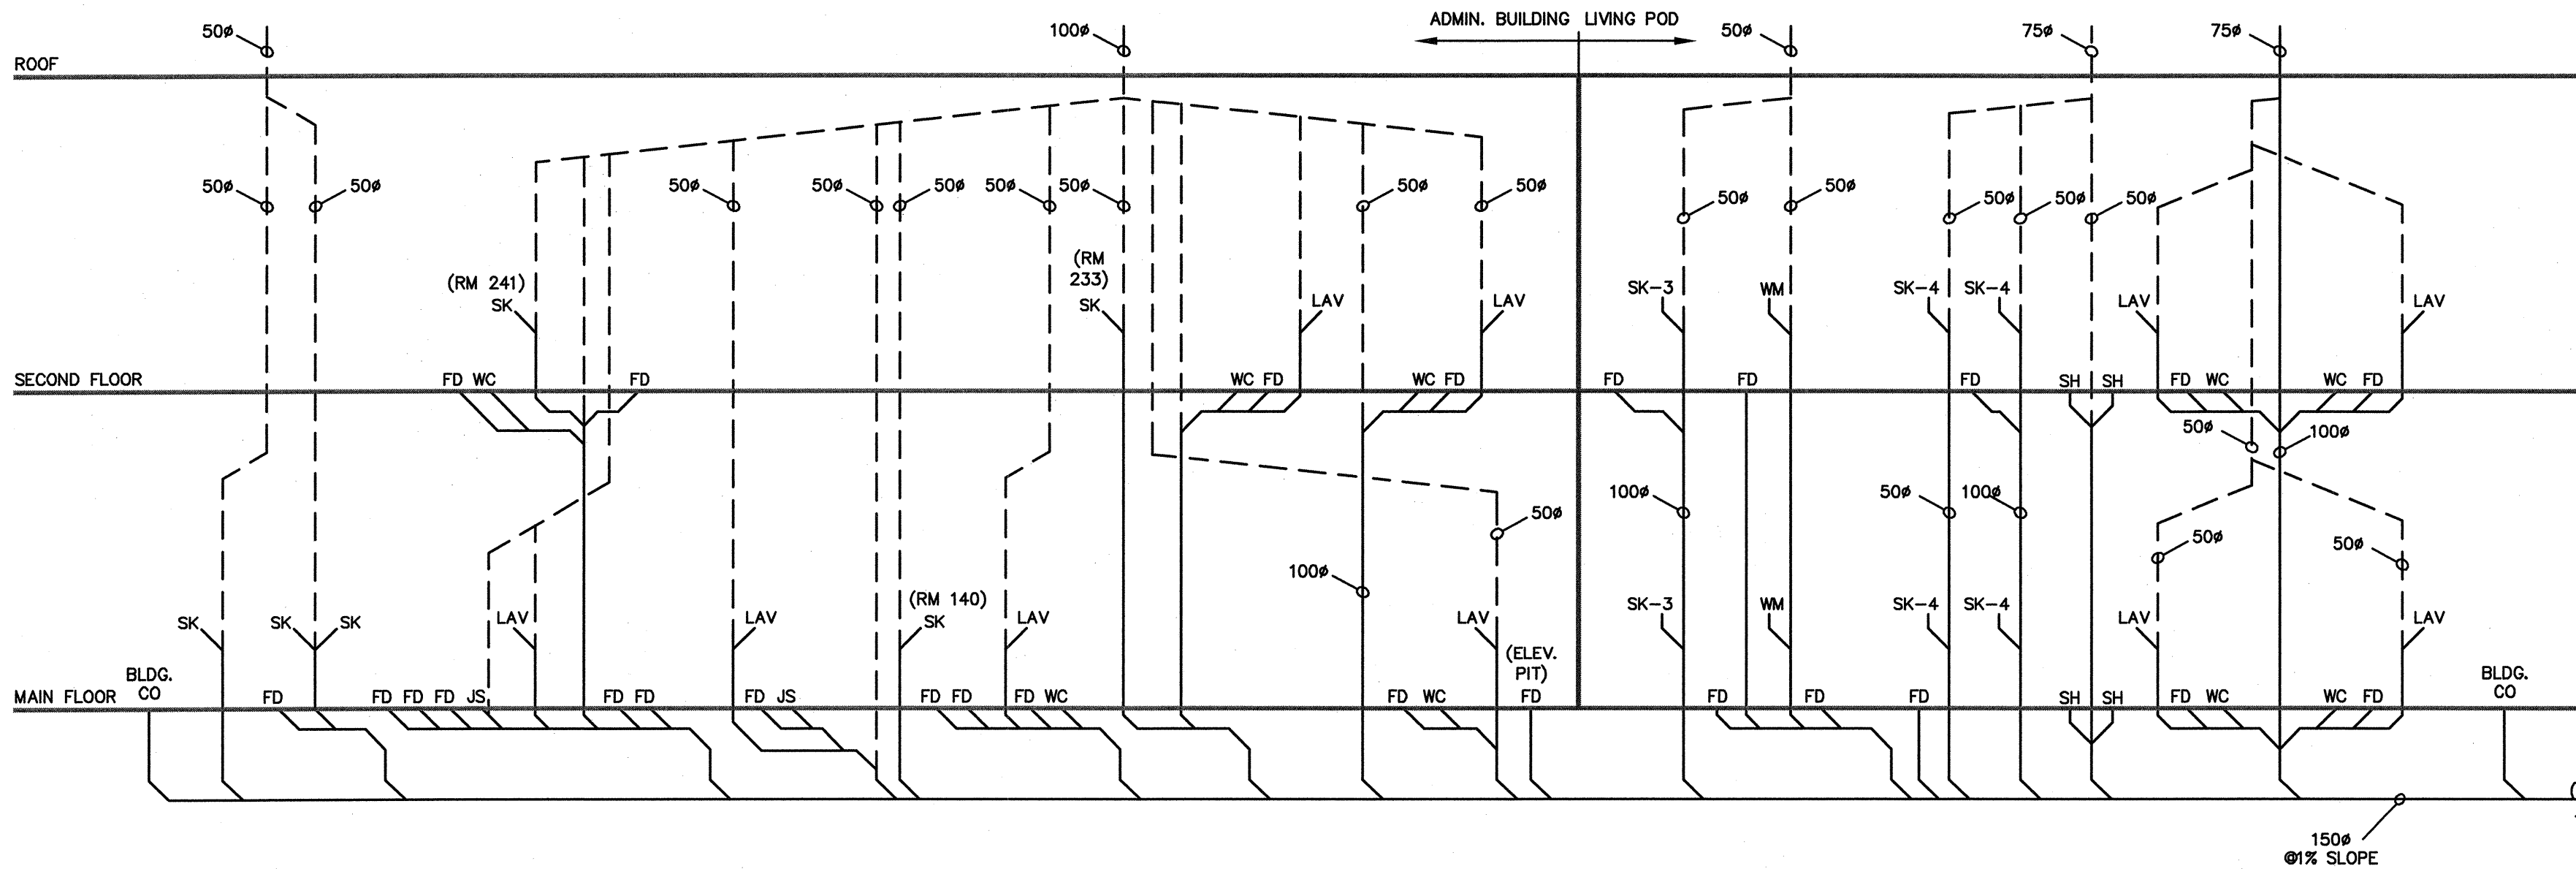 ADMIN. BUILDING LIVING POD
50ø 100ø 50ø 75ø 75ø
ROOF
50ø 50ø 50ø 50ø 50ø 50ø 50ø 50ø 50ø 50ø 50ø 50ø 50ø 50ø
(RM 241)
SK
(RM
233)
SK
LAV LAV
SK-3 WM SK-4 SK-4 LAV LAV
SECOND FLOOR
FD WC FD WC FD WC FD FD FD FD SH SH FD WC WC FD
50ø 100ø
100ø 50ø 100ø
50ø 50ø 50ø
100ø
(RM 140)
SK SK SK LAV LAV SK LAV LAV
SK-3 WM SK-4 SK-4 LAV LAV
(ELEV.
PIT)
BLDG.
CO
BLDG.
CO
MAIN FLOOR
FD FD FD FD JS FD FD FD JS FD FD FD WC FD WC FD FD FD FD SH SH FD WC WC FD
150ø
@1% SLOPE